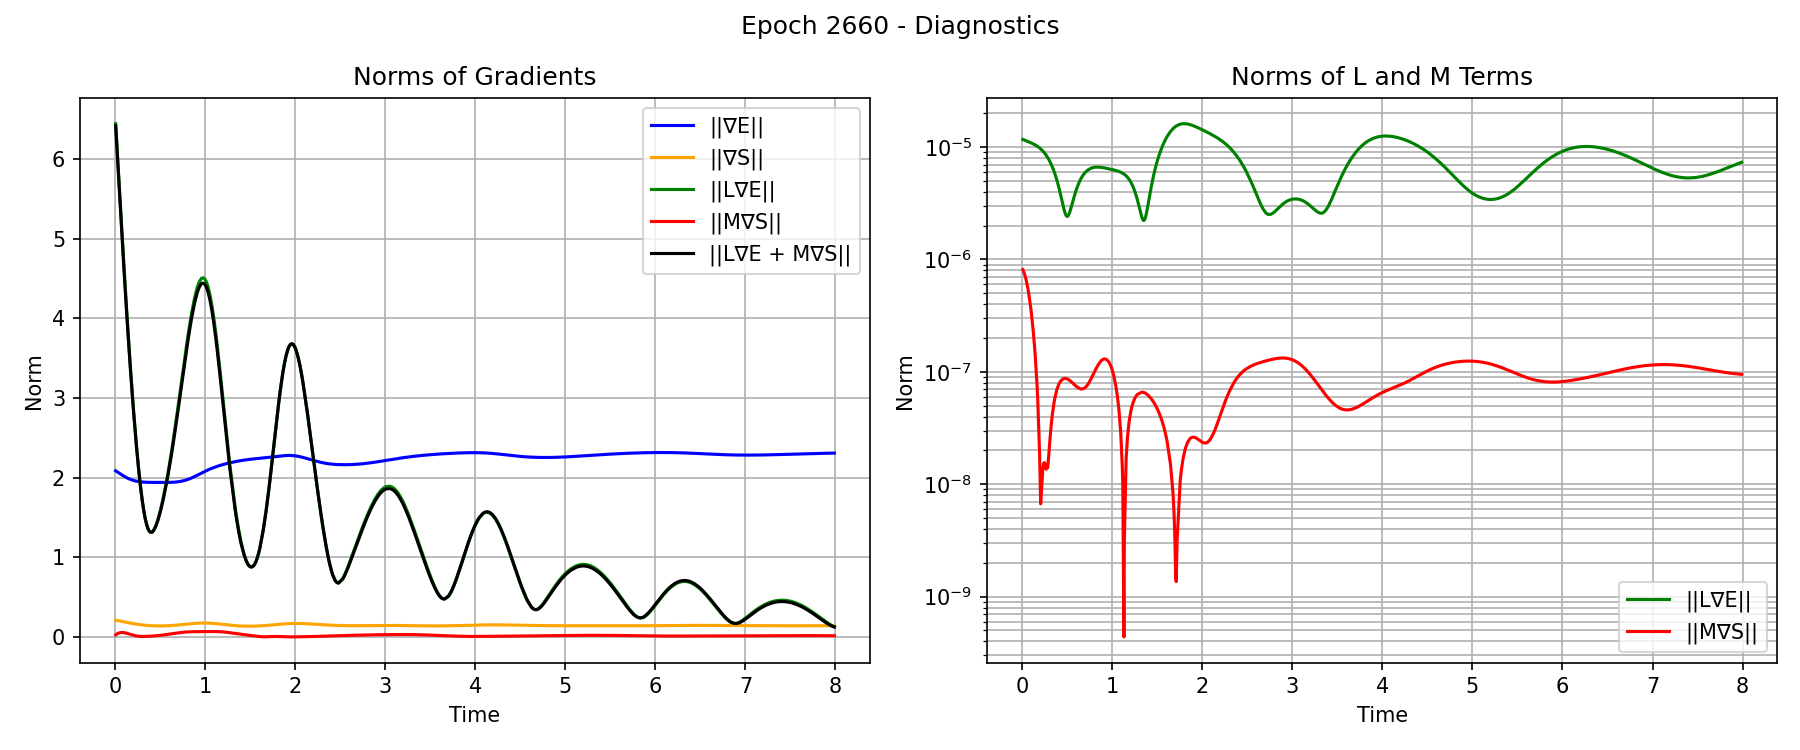 Epoch 2660 - Diagnostics
Norms of Gradients
Norm
6
5
4
3
2
1
0
0 1 2 3 4 5 6 7 8
Time
||∇E||
||∇S||
||L∇E||
||M∇S||
||L∇E + M∇S||
Norms of L and M Terms
Norm
10⁻⁵
10⁻⁶
10⁻⁷
10⁻⁸
10⁻⁹
0 1 2 3 4 5 6 7 8
Time
||L∇E||
||M∇S||